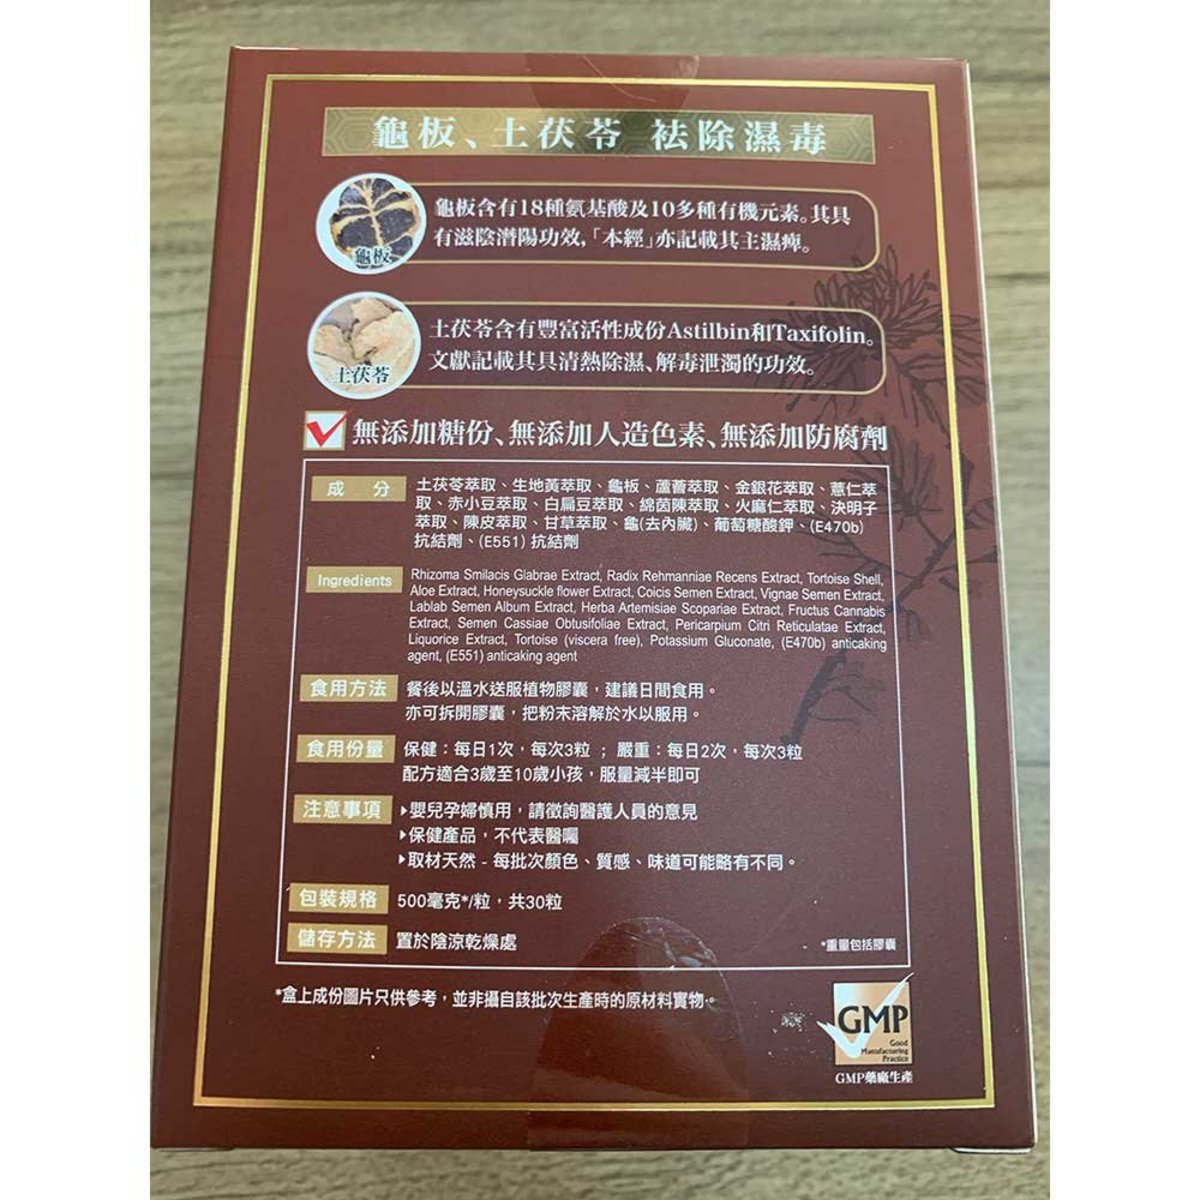 龜板、土茯苓 祛除濕毒
龜板含有18種氨基酸及10多種有機元素。其具
有滋陰潛陽功效,「本經」亦記載其主濕痺。
龜板
土茯苓含有豐富活性成份Astilbin和Taxifolin。
文獻記載其具清熱除濕、解毒泄濁的功效。
土茯苓
無添加糖份、無添加人造色素、無添加防腐劑
成 分
土茯苓萃取、生地黃萃取、龜板、蘆薈萃取、金銀花萃取、薏仁萃
取、赤小豆萃取、白扁豆萃取、綿茵陳萃取、火麻仁萃取、決明子
萃取、陳皮萃取、甘草萃取、龜(去內臟)、葡萄糖酸鉀、(E470b)
抗結劑、(E551) 抗結劑
Ingredients
Rhizoma Smilacis Glabrae Extract, Radix Rehmanniae Recens Extract, Tortoise Shell,
Aloe Extract, Honeysuckle flower Extract, Coicis Semen Extract, Vignae Semen Extract,
Lablab Semen Album Extract, Herba Artemisiae Scopariae Extract, Fructus Cannabis
Extract, Semen Cassiae Obtusifoliae Extract, Pericarpium Citri Reticulatae Extract,
Liquorice Extract, Tortoise (viscera free), Potassium Gluconate, (E470b) anticaking
agent, (E551) anticaking agent
食用方法
餐後以溫水送服植物膠囊，建議日間食用。
亦可拆開膠囊，把粉末溶解於水以服用。
食用份量
保健：每日1次，每次3粒 ； 嚴重：每日2次，每次3粒
配方適合3歲至10歲小孩，服量減半即可
注意事項
▸嬰兒孕婦慎用，請徵詢醫護人員的意見
▸保健產品，不代表醫囑
▸取材天然 - 每批次顏色、質感、味道可能略有不同。
包裝規格
500毫克*/粒，共30粒
儲存方法
置於陰涼乾燥處
*重量包括膠囊
*盒上成份圖片只供參考，並非攝自該批次生產時的原材料實物。
GMP
Good
Manufacturing
Practice
GMP藥廠生產